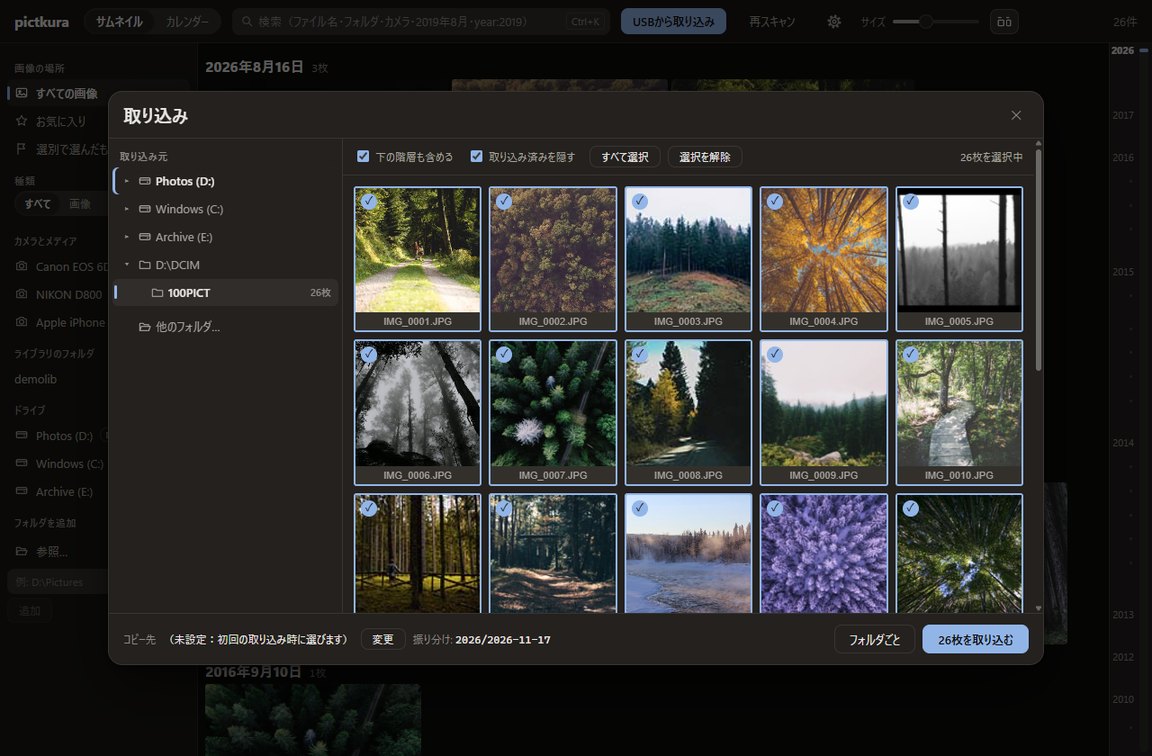 pictkura
サムネイル
カレンダー
検索（ファイル名・フォルダ・カメラ・2019年8月・year:2019）
Ctrl+K
USBから取り込み
再スキャン
サイズ
26件
画像の場所
すべての画像
お気に入り
選別で選んだも
種類
すべて
画像
カメラとメディア
Canon EOS 6D
NIKON D800
Apple iPhone
ライブラリのフォルダ
demolib
ドライブ
Photos (D:)
Windows (C:)
Archive (E:)
フォルダを追加
参照...
例: D:\Pictures
追加
2026年8月16日 3枚
取り込み
取り込み元
Photos (D:)
Windows (C:)
Archive (E:)
D:\DCIM
100PICT 26枚
他のフォルダ...
下の階層も含める
取り込み済みを隠す
すべて選択
選択を解除
26枚を選択中
IMG_0001.JPG
IMG_0002.JPG
IMG_0003.JPG
IMG_0004.JPG
IMG_0005.JPG
IMG_0006.JPG
IMG_0007.JPG
IMG_0008.JPG
IMG_0009.JPG
IMG_0010.JPG
コピー先 （未設定：初回の取り込み時に選びます）
変更
振り分け: 2026/2026-11-17
フォルダごと
26枚を取り込む
2016年9月10日 1枚
2026
2017
2016
2015
2014
2013
2012
2010